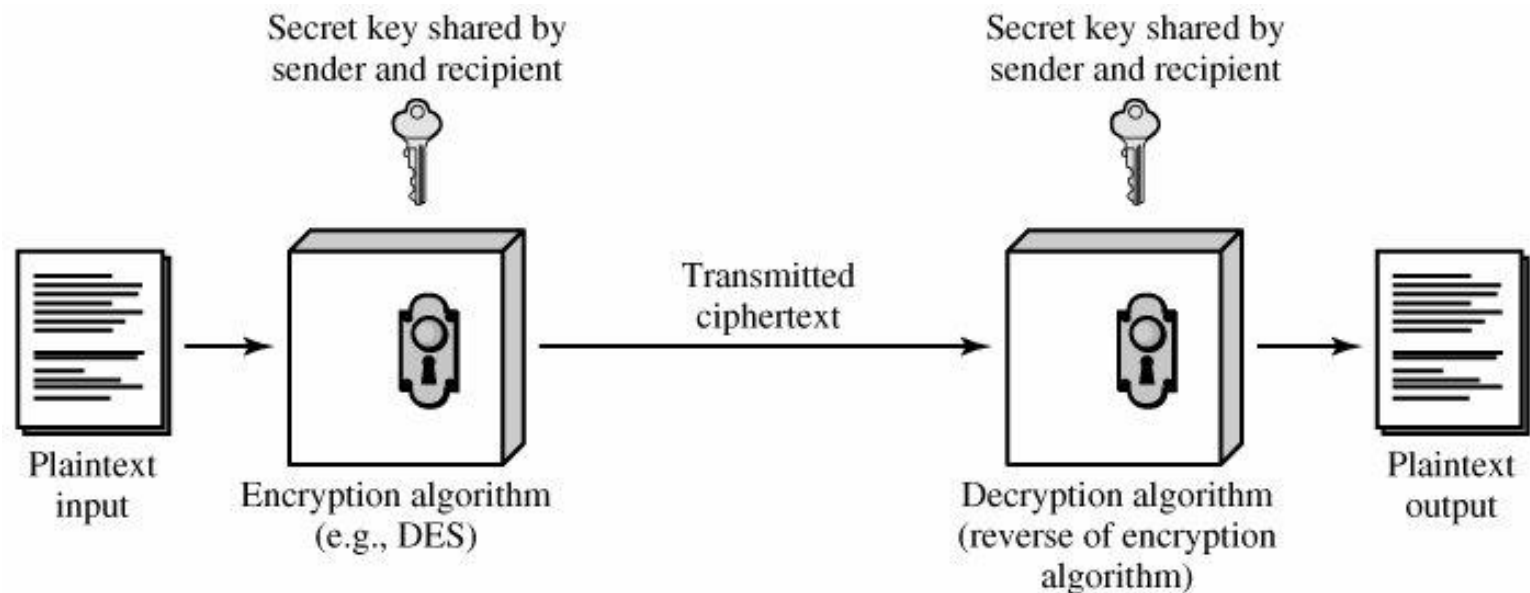 Secret key shared by
sender and recipient
Secret key shared by
sender and recipient
Transmitted
ciphertext
Plaintext
input
Encryption algorithm
(e.g., DES)
Decryption algorithm
(reverse of encryption
algorithm)
Plaintext
output